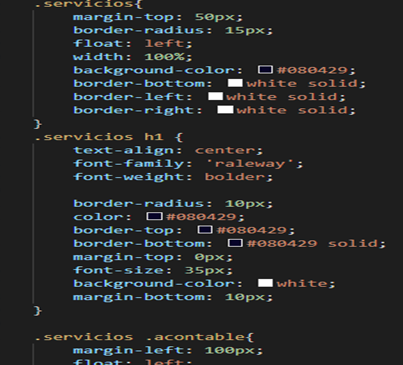 .servicios{
margin-top: 50px;
border-radius: 15px;
float: left;
width: 100%;
background-color: #080429;
border-bottom: white solid;
border-left: white solid;
border-right: white solid;
}
.servicios h1 {
text-align: center;
font-family: 'raleway';
font-weight: bolder;
border-radius: 10px;
color: #080429;
border-top: #080429;
border-bottom: #080429 solid;
margin-top: 0px;
font-size: 35px;
background-color: white;
margin-bottom: 10px;
}
.servicios .acontable{
margin-left: 100px;
float: left;